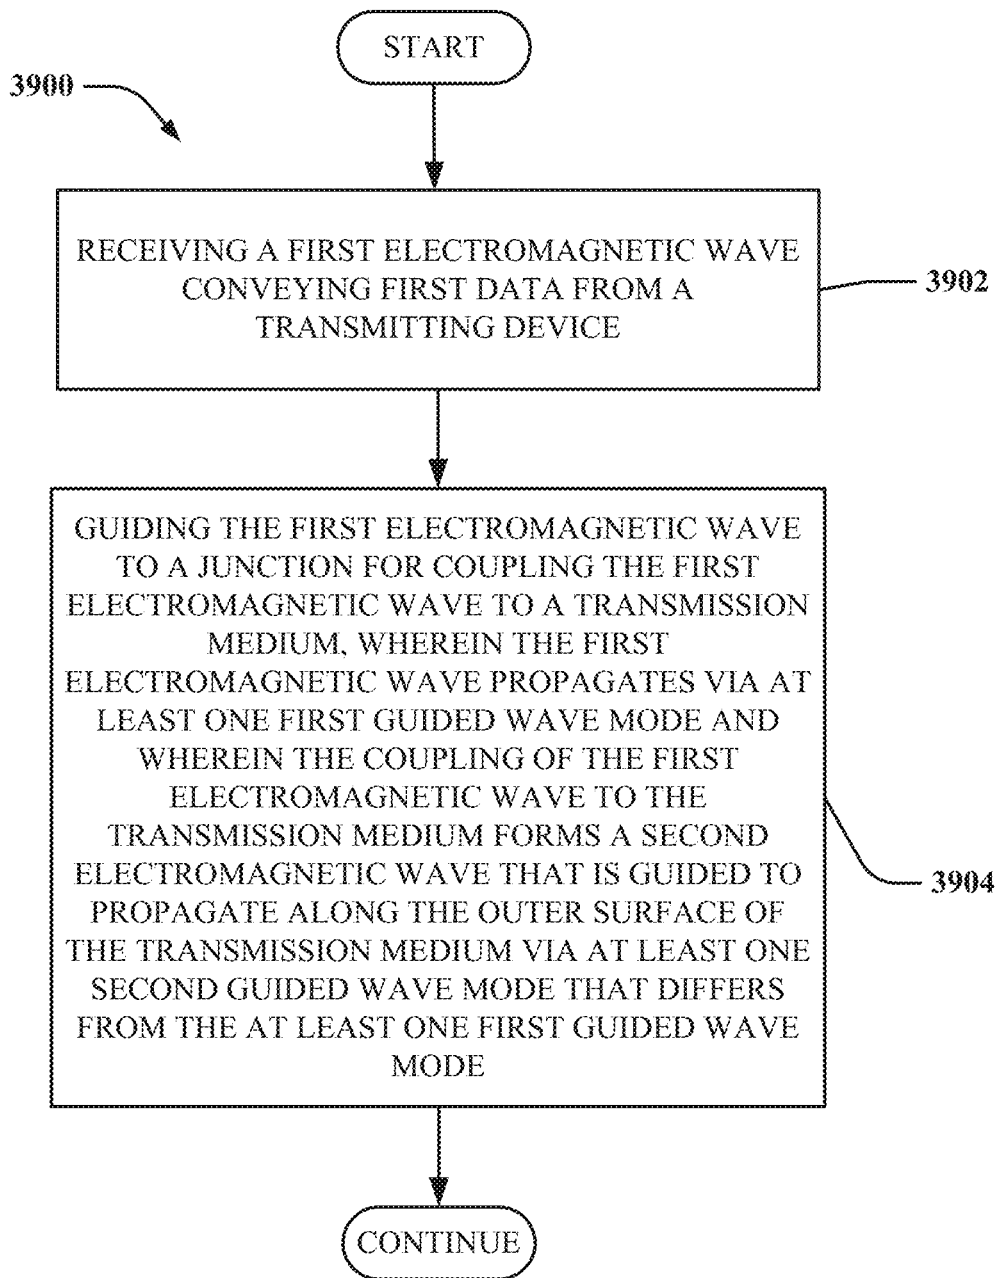 START
3900
RECEIVING A FIRST ELECTROMAGNETIC WAVE
CONVEYING FIRST DATA FROM A
TRANSMITTING DEVICE
3902
GUIDING THE FIRST ELECTROMAGNETIC WAVE
TO A JUNCTION FOR COUPLING THE FIRST
ELECTROMAGNETIC WAVE TO A TRANSMISSION
MEDIUM, WHEREIN THE FIRST
ELECTROMAGNETIC WAVE PROPAGATES VIA AT
LEAST ONE FIRST GUIDED WAVE MODE AND
WHEREIN THE COUPLING OF THE FIRST
ELECTROMAGNETIC WAVE TO THE
TRANSMISSION MEDIUM FORMS A SECOND
ELECTROMAGNETIC WAVE THAT IS GUIDED TO
PROPAGATE ALONG THE OUTER SURFACE OF
THE TRANSMISSION MEDIUM VIA AT LEAST ONE
SECOND GUIDED WAVE MODE THAT DIFFERS
FROM THE AT LEAST ONE FIRST GUIDED WAVE
MODE
3904
CONTINUE